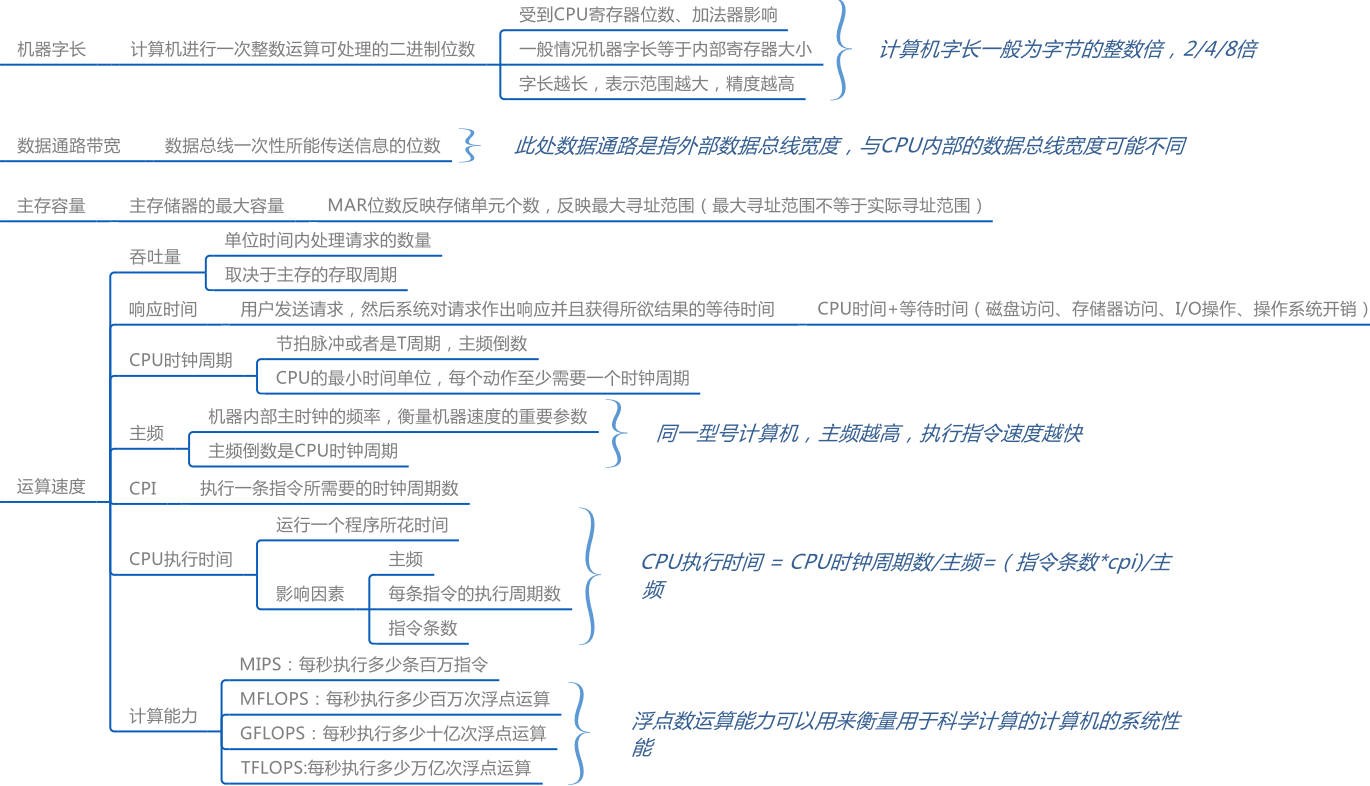 受到CPU寄存器位数、加法器影响
机器字长
计算机进行一次整数运算可处理的二进制位数
一般情况机器字长等于内部寄存器大小
计算机字长一般为字节的整数倍，2/4/8倍
字长越长，表示范围越大，精度越高
数据通路带宽
数据总线一次性所能传送信息的位数
此处数据通路是指外部数据总线宽度，与CPU内部的数据总线宽度可能不同
主存容量
主存储器的最大容量
MAR位数反映存储单元个数，反映最大寻址范围（最大寻址范围不等于实际寻址范围）
运算速度
吞吐量
单位时间内处理请求的数量
取决于主存的存取周期
响应时间
用户发送请求，然后系统对请求作出响应并且获得所欲结果的等待时间
CPU时间+等待时间（磁盘访问、存储器访问、I/O操作、操作系统开销）
CPU时钟周期
节拍脉冲或者是T周期，主频倒数
CPU的最小时间单位，每个动作至少需要一个时钟周期
主频
机器内部主时钟的频率，衡量机器速度的重要参数
主频倒数是CPU时钟周期
同一型号计算机，主频越高，执行指令速度越快
CPI
执行一条指令所需要的时钟周期数
CPU执行时间
运行一个程序所花时间
影响因素
主频
每条指令的执行周期数
指令条数
CPU执行时间 = CPU时钟周期数/主频=（指令条数*cpi)/主
频
计算能力
MIPS：每秒执行多少条百万指令
MFLOPS：每秒执行多少百万次浮点运算
GFLOPS：每秒执行多少十亿次浮点运算
TFLOPS:每秒执行多少万亿次浮点运算
浮点数运算能力可以用来衡量用于科学计算的计算机的系统性
能